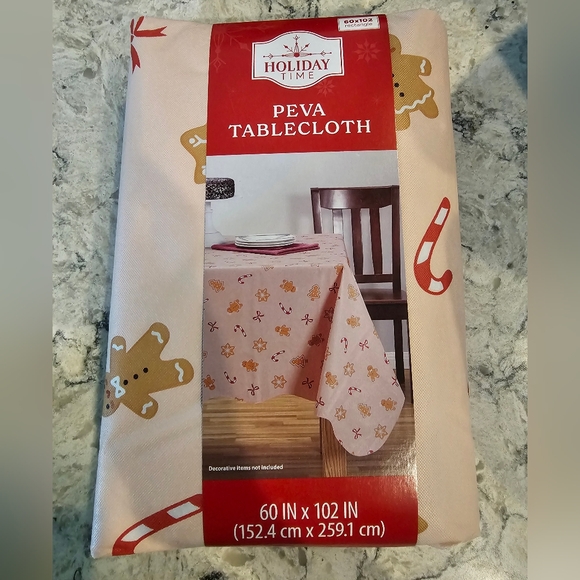 60x102
rectangle
HOLIDAY
TIME
PEVA
TABLECLOTH
Decorative items not included
60 IN x 102 IN
(152.4 cm x 259.1 cm)